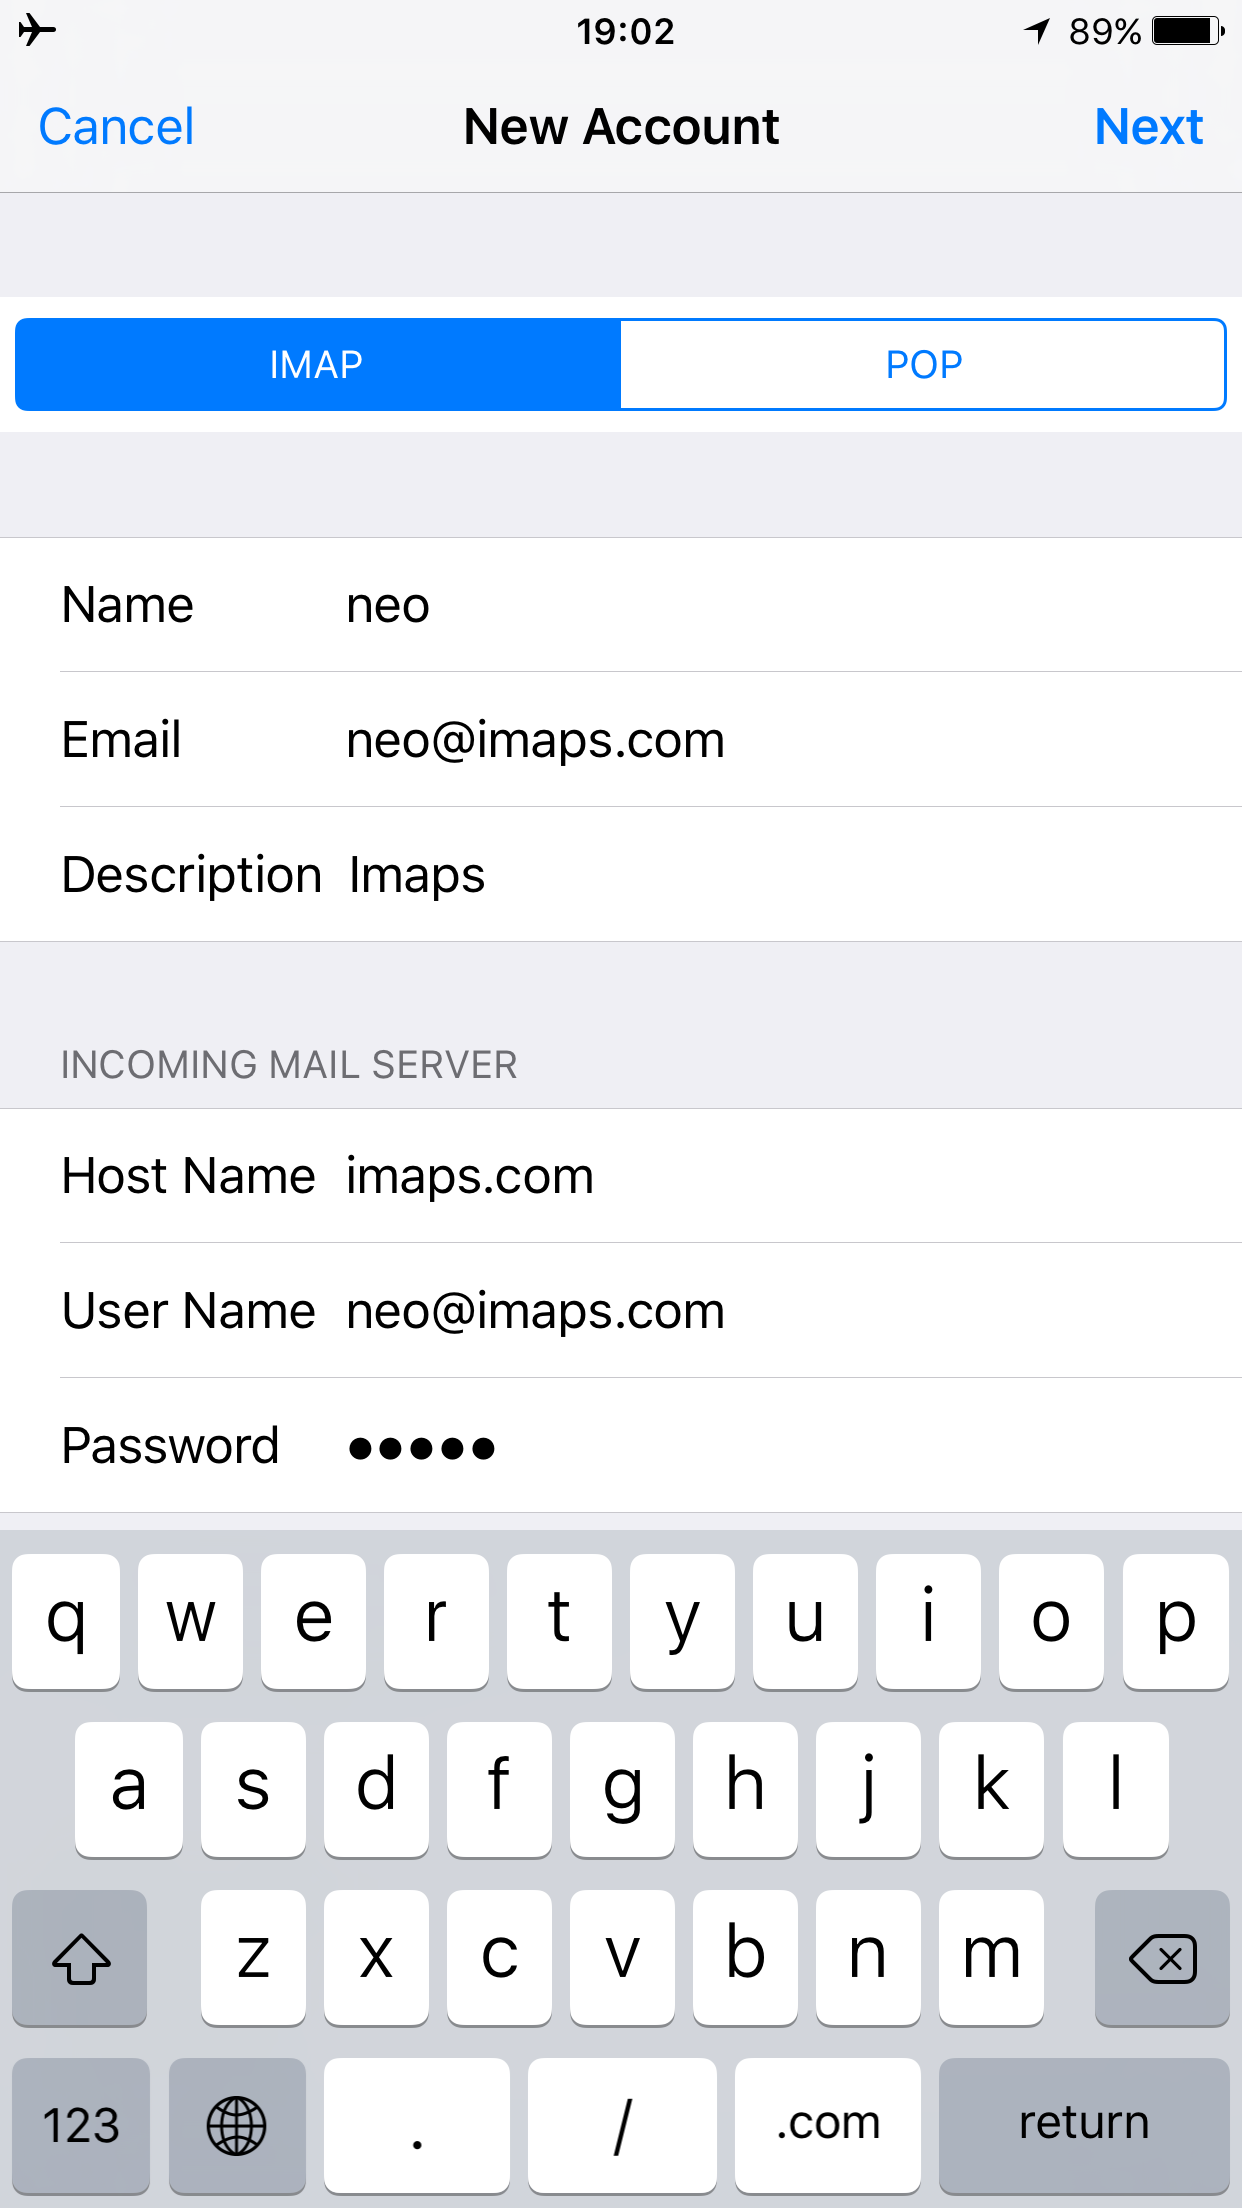 19:02 89%
Cancel New Account Next
IMAP POP
Name neo
Email neo@imaps.com
Description Imaps
INCOMING MAIL SERVER
Host Name imaps.com
User Name neo@imaps.com
Password ●●●●●
q w e r t y u i o p
a s d f g h j k l
z x c v b n m
123 . / .com return